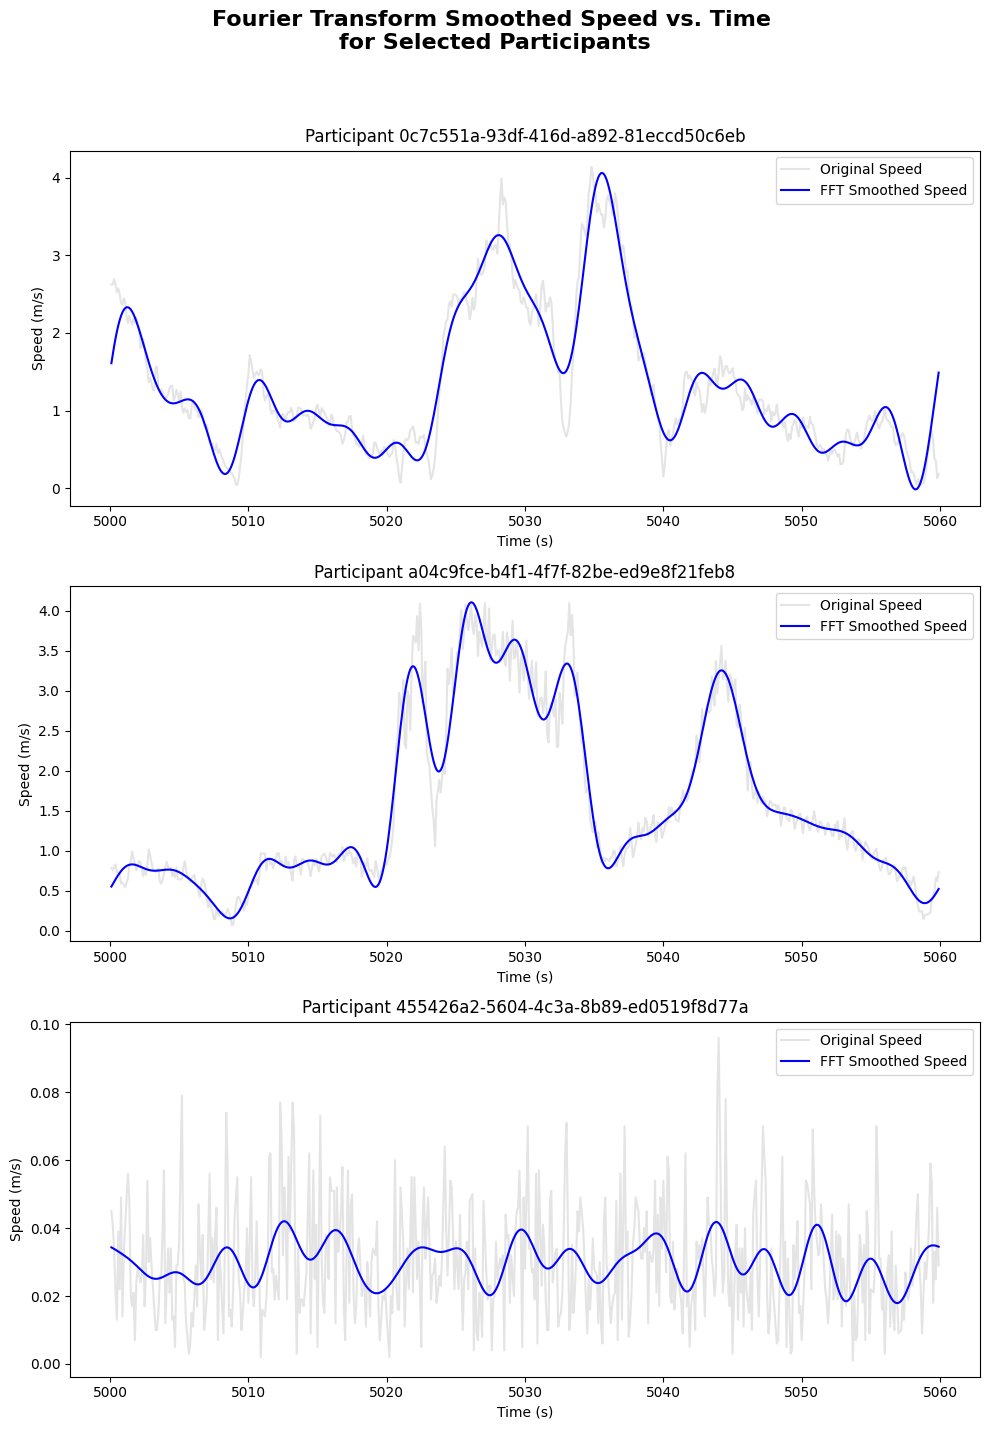 Fourier Transform Smoothed Speed vs. Time
for Selected Participants
Participant 0c7c551a-93df-416d-a892-81eccd50c6eb
Original Speed
FFT Smoothed Speed
Speed (m/s)
4
3
2
1
0
5000 5010 5020 5030 5040 5050 5060
Time (s)
Participant a04c9fce-b4f1-4f7f-82be-ed9e8f21feb8
Original Speed
FFT Smoothed Speed
Speed (m/s)
4.0
3.5
3.0
2.5
2.0
1.5
1.0
0.5
0.0
5000 5010 5020 5030 5040 5050 5060
Time (s)
Participant 455426a2-5604-4c3a-8b89-ed0519f8d77a
Original Speed
FFT Smoothed Speed
Speed (m/s)
0.10
0.08
0.06
0.04
0.02
0.00
5000 5010 5020 5030 5040 5050 5060
Time (s)